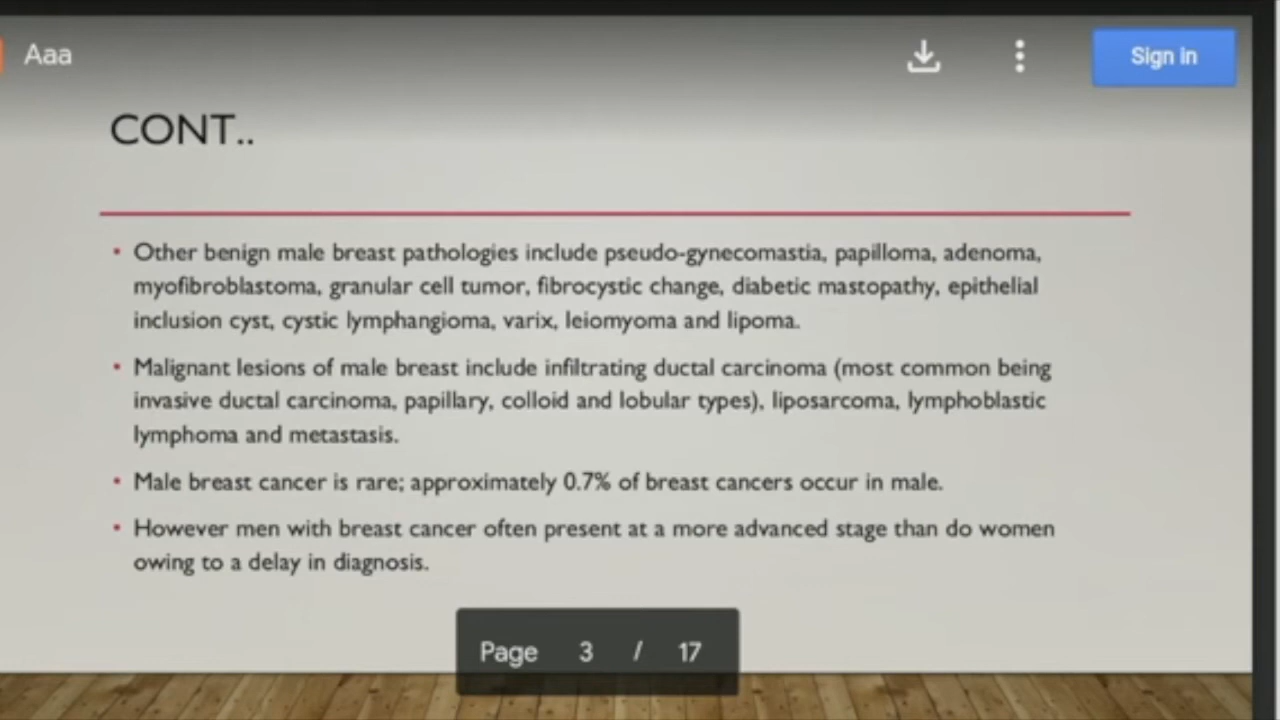 Aaa
Sign in
CONT..
• Other benign male breast pathologies include pseudo-gynecomastia, papilloma, adenoma,
myofibroblastoma, granular cell tumor, fibrocystic change, diabetic mastopathy, epithelial
inclusion cyst, cystic lymphangioma, varix, leiomyoma and lipoma.
• Malignant lesions of male breast include infiltrating ductal carcinoma (most common being
invasive ductal carcinoma, papillary, colloid and lobular types), liposarcoma, lymphoblastic
lymphoma and metastasis.
• Male breast cancer is rare; approximately 0.7% of breast cancers occur in male.
• However men with breast cancer often present at a more advanced stage than do women
owing to a delay in diagnosis.
Page 3 / 17